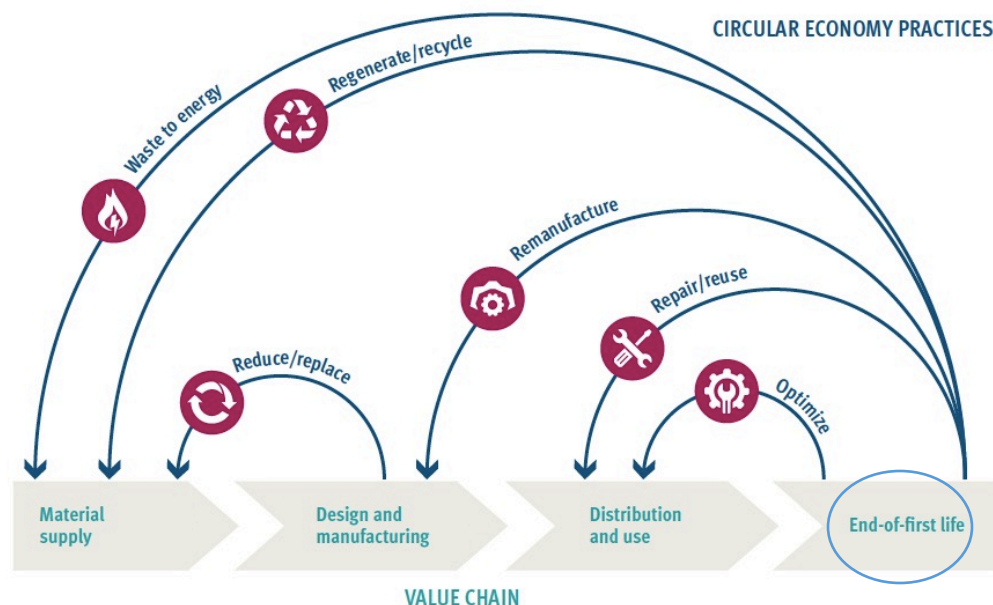 CIRCULAR ECONOMY PRACTICES
Waste to energy
Regenerate/recycle
Remanufacture
Repair/reuse
Reduce/replace
Optimize
Material
supply
Design and
manufacturing
Distribution
and use
End-of-first life
VALUE CHAIN